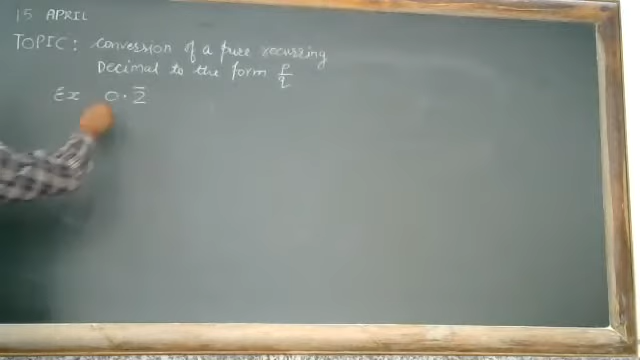 15 APRIL
TOPIC: Conversion of a pure recurring
Decimal to the form p/q
Ex 0.2̅